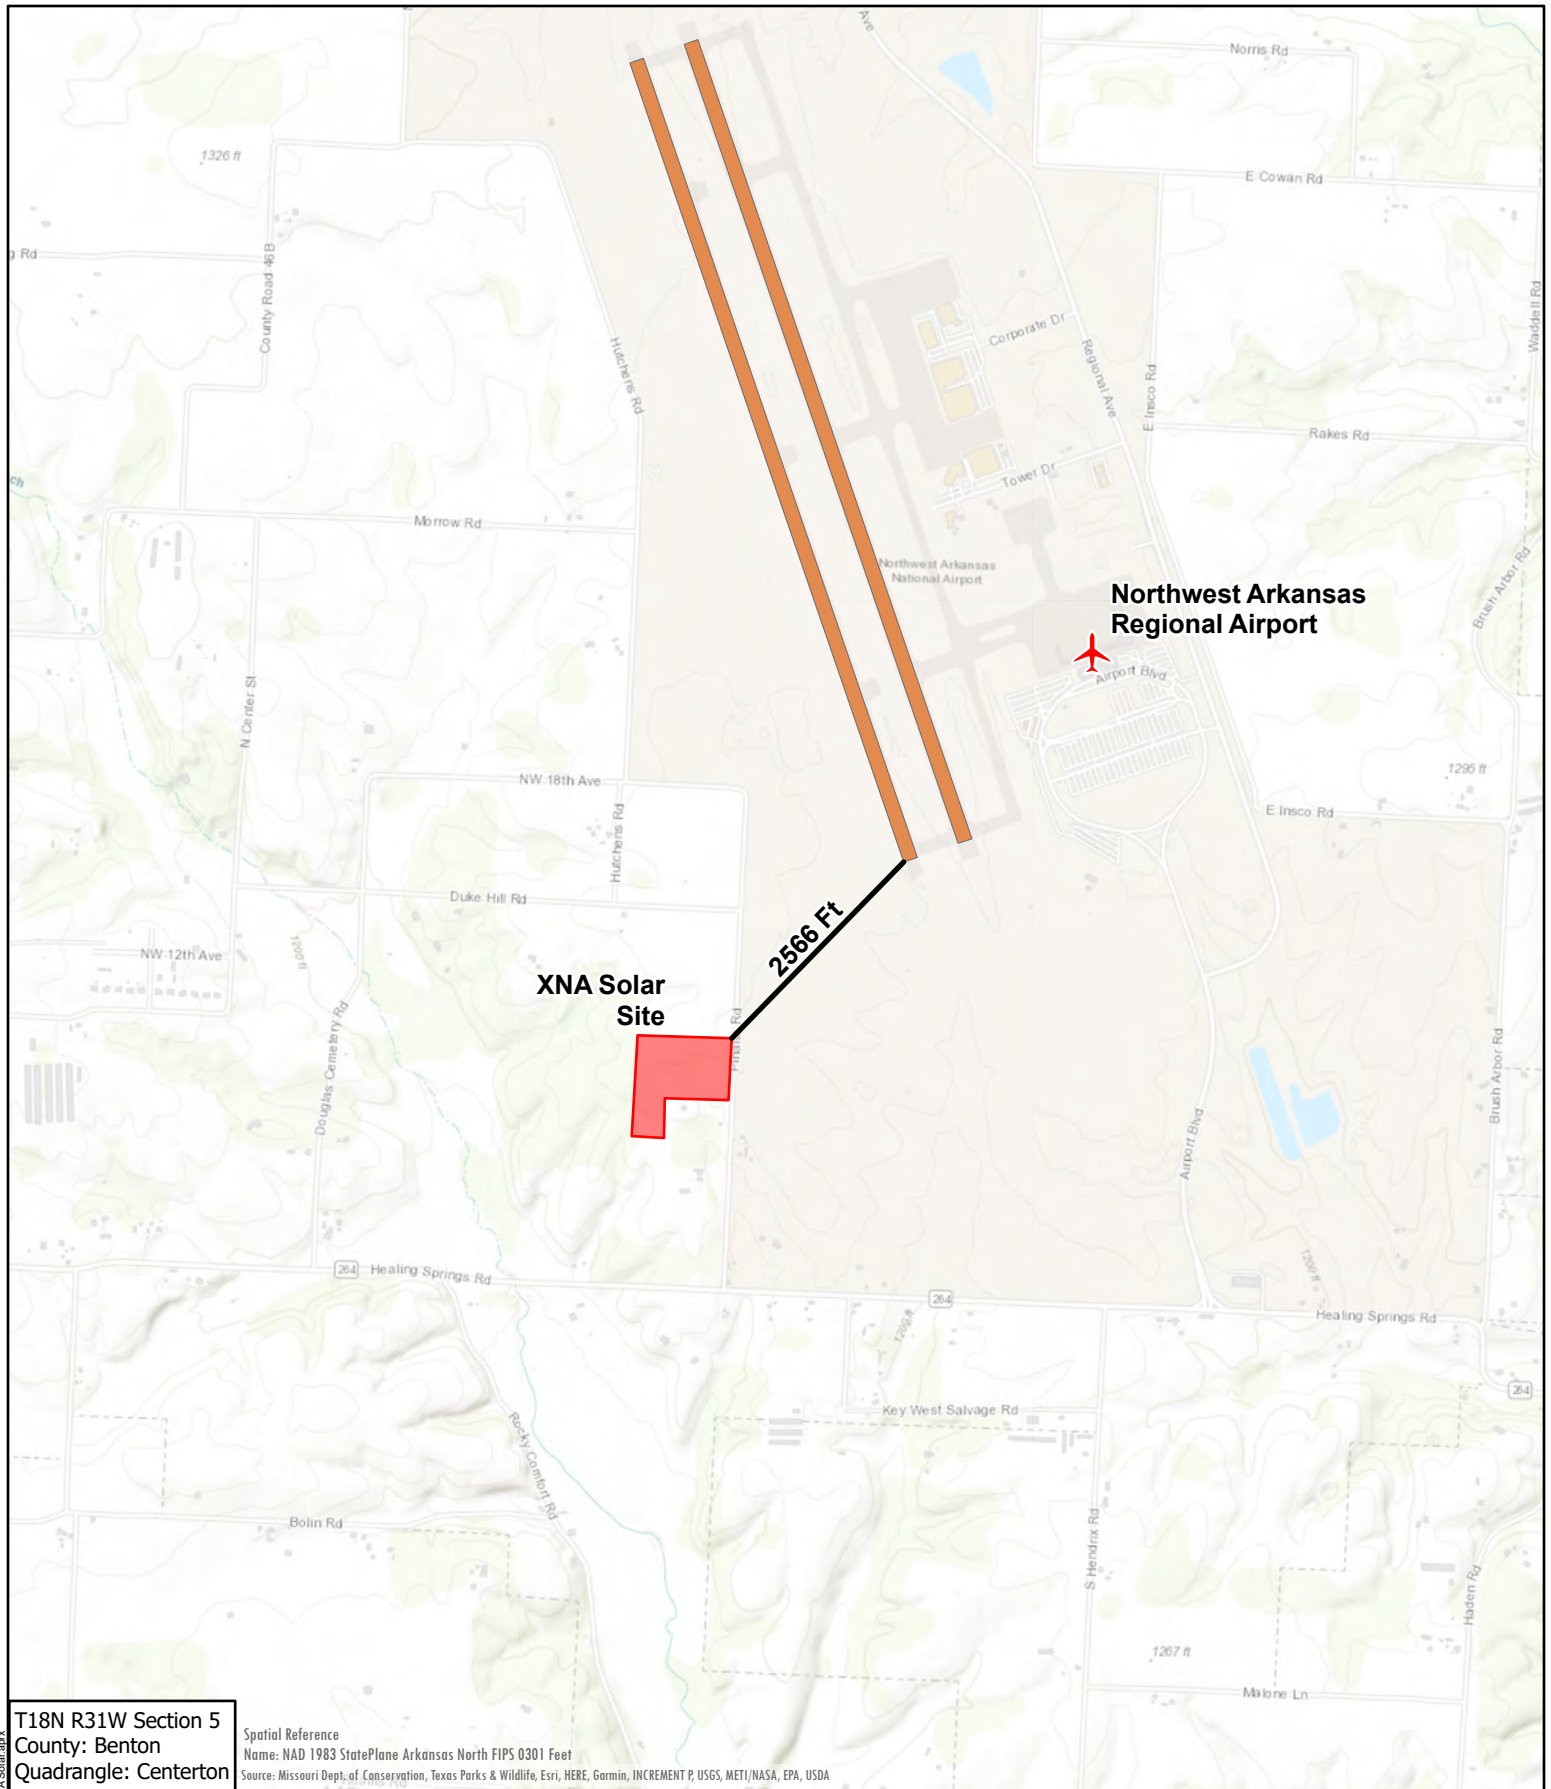 Ave
Norris Rd
1326 ft
E Cowan Rd
g Rd
County Road 46B
Waddell Rd
Corporate Dr
Hutchens Rd
Regional Ave
E Insco Rd
Rakes Rd
Tower Dr
ch
Morrow Rd
Northwest Arkansas
National Airport
Brush Arbor Rd
Northwest Arkansas
Regional Airport
Airport Blvd
N Center St
NW 18th Ave
1295 ft
Hutchens Rd
E Insco Rd
Duke Hill Rd
2566 Ft
NW 12th Ave
1200 ft
XNA Solar
Site
Douglas Cemetery Rd
Rd
Brush Arbor Rd
Airport Blvd
264
Healing Springs Rd
1200 ft
264
Healing Springs Rd
1200 ft
264
Key West Salvage Rd
Rocky Comfort Rd
Bolin Rd
S Hendrix Rd
Haden Rd
1267 ft
Malone Ln
T18N R31W Section 5
County: Benton
Quadrangle: Centerton
Spatial Reference
Name: NAD 1983 StatePlane Arkansas North FIPS 0301 Feet
Source: Missouri Dept. of Conservation, Texas Parks & Wildlife, Esri, HERE, Garmin, INCREMENT P, USGS, METI/NASA, EPA, USDA